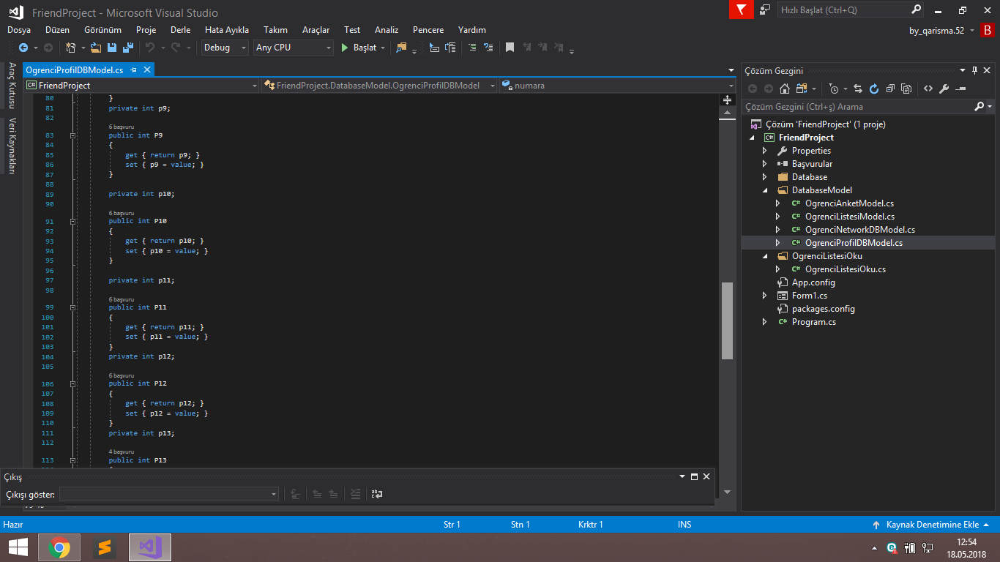 FriendProject - Microsoft Visual Studio
Hızlı Başlat (Ctrl+Q)
Dosya Düzen Görünüm Proje Derle Hata Ayıkla Takım Araçlar Test Analiz Pencere Yardım
by_qarisma.52 B
Debug Any CPU Başlat
Araç Kutusu
Veri Kaynakları
OgrenciProfilDBModel.cs
FriendProject FriendProject.DatabaseModel.OgrenciProfilDBModel numara
80 }
81 private int p9;
82
6 başvuru
83 public int P9
84 {
85 get { return p9; }
86 set { p9 = value; }
87 }
88
89 private int p10;
90
6 başvuru
91 public int P10
92 {
93 get { return p10; }
94 set { p10 = value; }
95 }
96
97 private int p11;
98
6 başvuru
99 public int P11
100 {
101 get { return p11; }
102 set { p11 = value; }
103 }
104 private int p12;
105
6 başvuru
106 public int P12
107 {
108 get { return p12; }
109 set { p12 = value; }
110 }
111 private int p13;
112
4 başvuru
113 public int P13
Çıkış
Çıkışı göster:
Çözüm Gezgini
Çözüm Gezgini (Ctrl+ş) Arama
Çözüm 'FriendProject' (1 proje)
FriendProject
Properties
Başvurular
Database
DatabaseModel
C# OgrenciAnketModel.cs
C# OgrenciListesiModel.cs
C# OgrenciNetworkDBModel.cs
C# OgrenciProfilDBModel.cs
OgrenciListesiOku
C# OgrenciListesiOku.cs
App.config
Form1.cs
packages.config
C# Program.cs
Hazır Str 1 Stn 1 Krktr 1 INS Kaynak Denetimine Ekle
12:54
18.05.2018